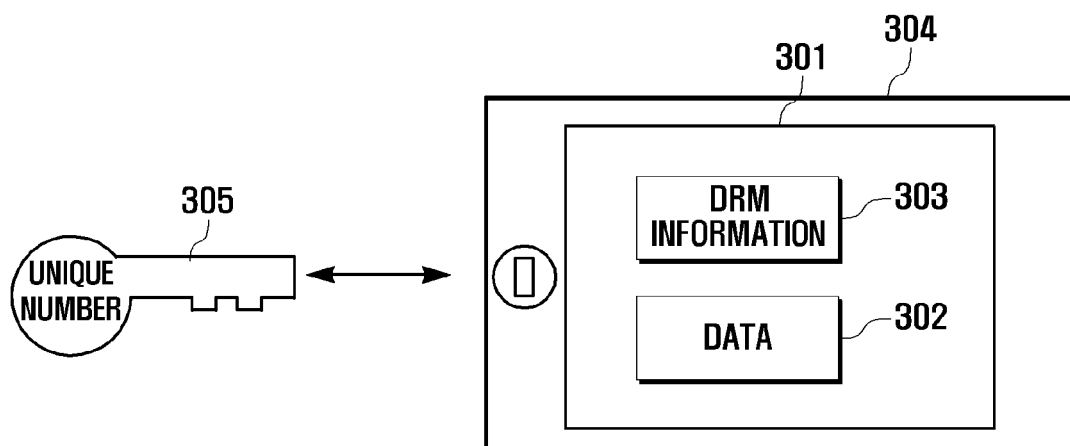 304
301
305
UNIQUE
NUMBER
DRM
INFORMATION
303
DATA
302